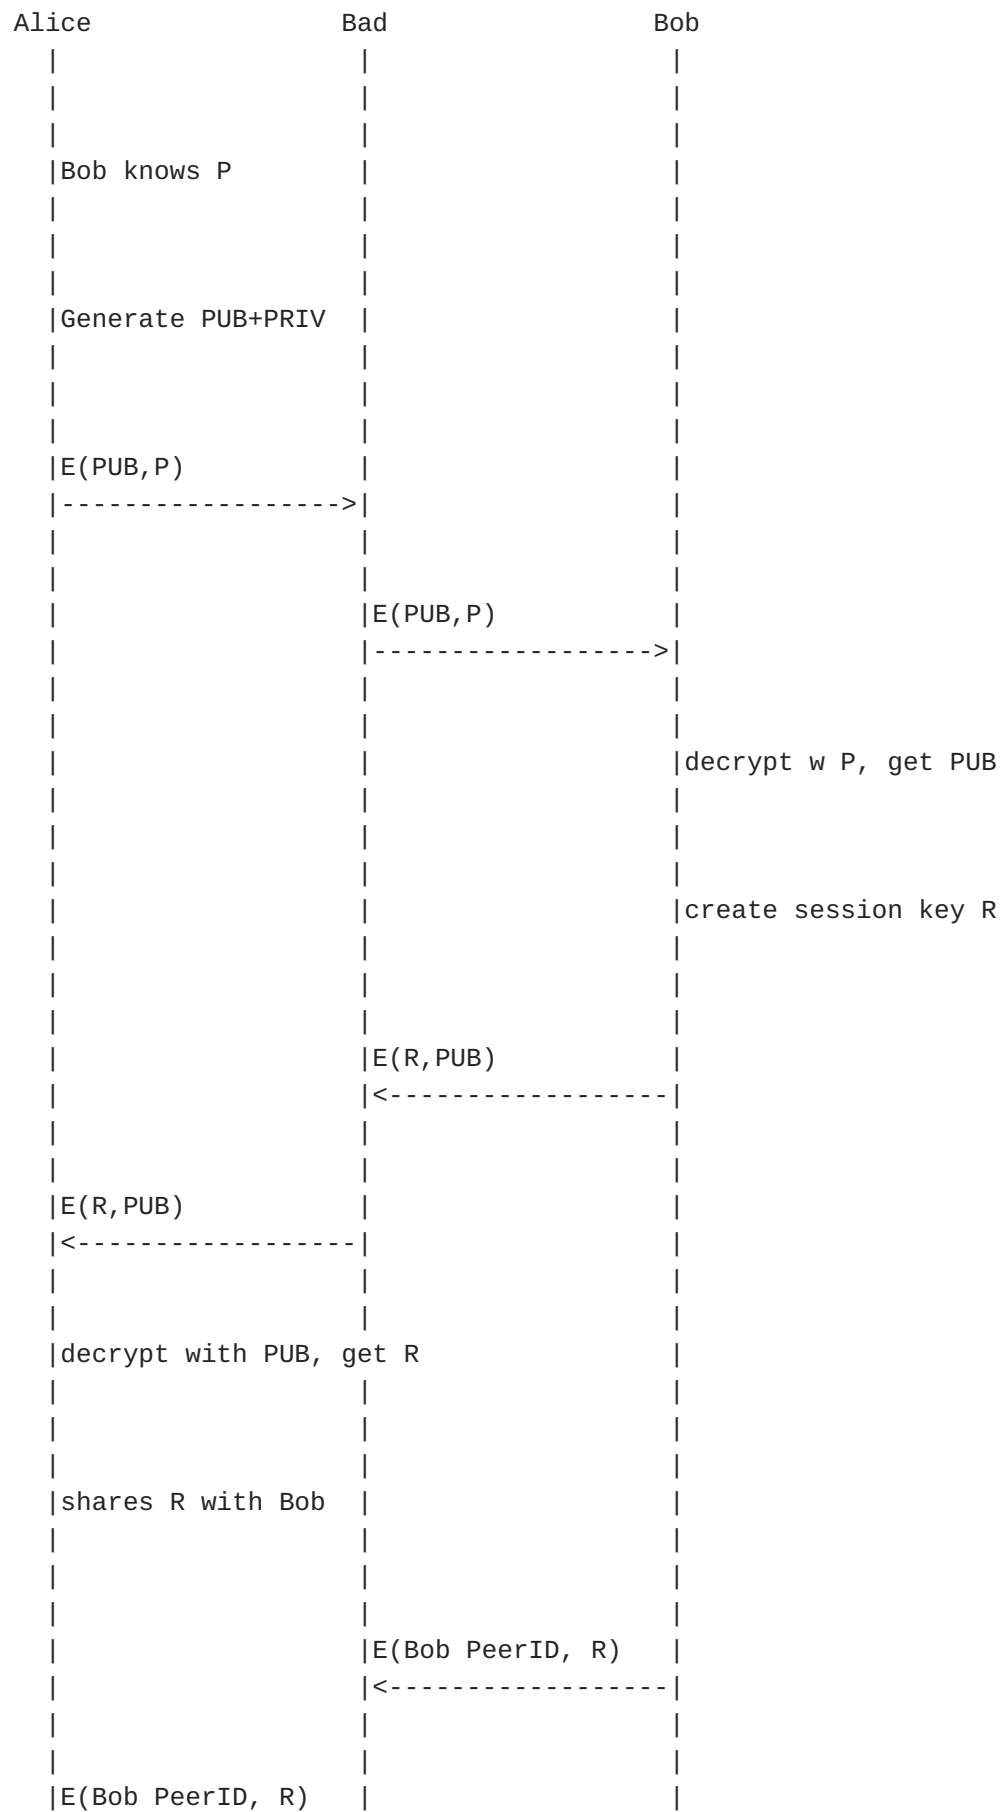 Alice Bad Bob
Bob knows P
Generate PUB+PRIV
E(PUB,P)
------------------>
E(PUB,P)
------------------>
decrypt w P, get PUB
create session key R
E(R,PUB)
<------------------
E(R,PUB)
<------------------
decrypt with PUB, get R
shares R with Bob
E(Bob PeerID, R)
<------------------
E(Bob PeerID, R)